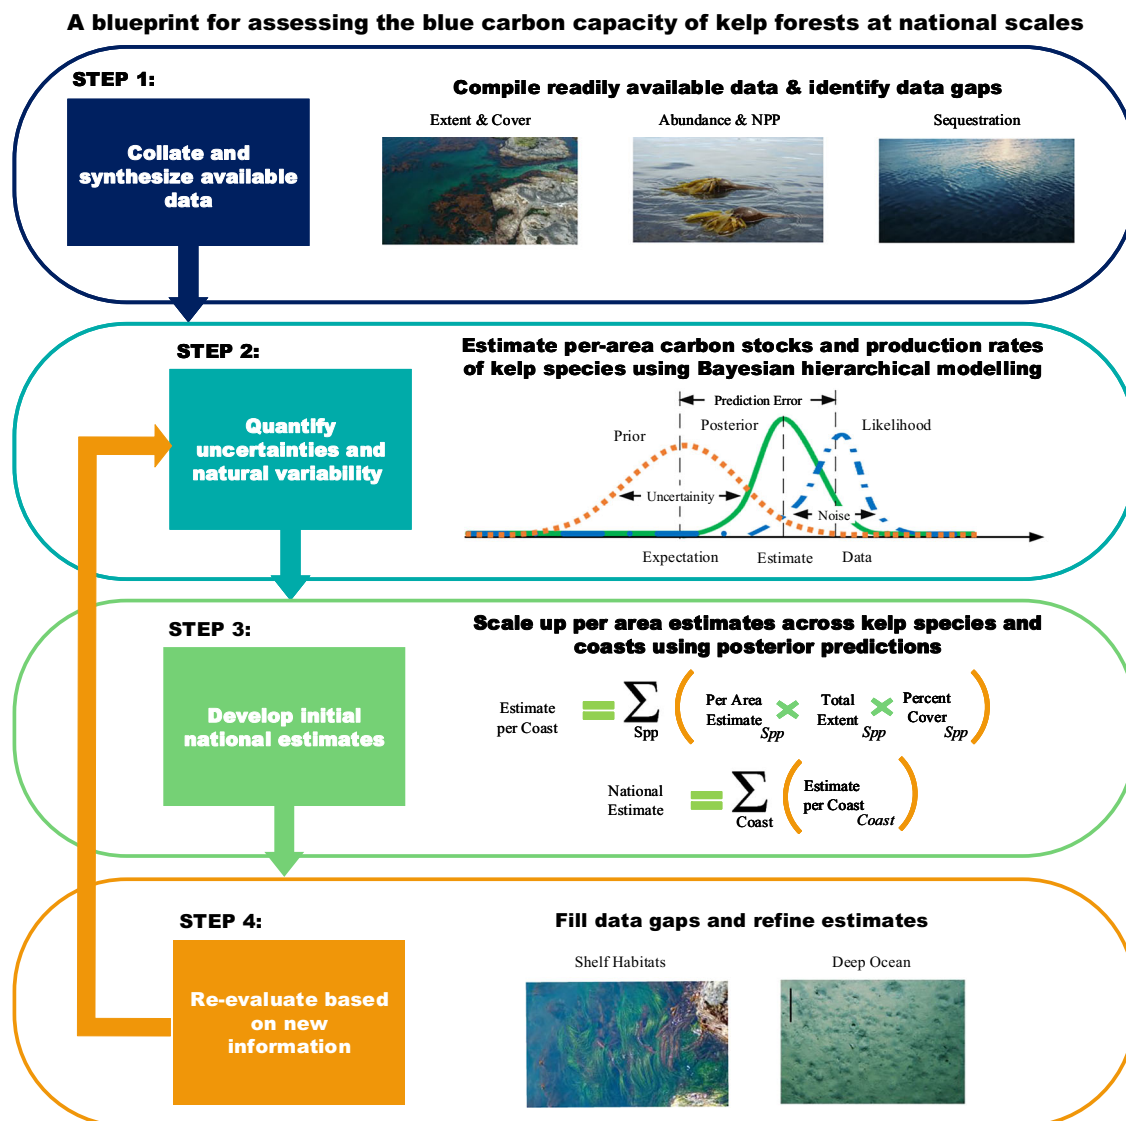 A blueprint for assessing the blue carbon capacity of kelp forests at national scales
STEP 1:
Collate and
synthesize available
data
Compile readily available data & identify data gaps
Extent & Cover
Abundance & NPP
Sequestration
STEP 2:
Quantify
uncertainties and
natural variability
Estimate per-area carbon stocks and production rates
of kelp species using Bayesian hierarchical modelling
Prediction Error
Prior
Posterior
Likelihood
Uncertainity
Noise
Expectation
Estimate
Data
STEP 3:
Develop initial
national estimates
Scale up per area estimates across kelp species and
coasts using posterior predictions
Estimate
per Coast
=
∑
Spp
(
Per Area
Estimate
Spp
×
Total
Extent
Spp
×
Percent
Cover
Spp
)
National
Estimate
=
∑
Coast
(
Estimate
per Coast
Coast
)
STEP 4:
Re-evaluate based
on new
information
Fill data gaps and refine estimates
Shelf Habitats
Deep Ocean